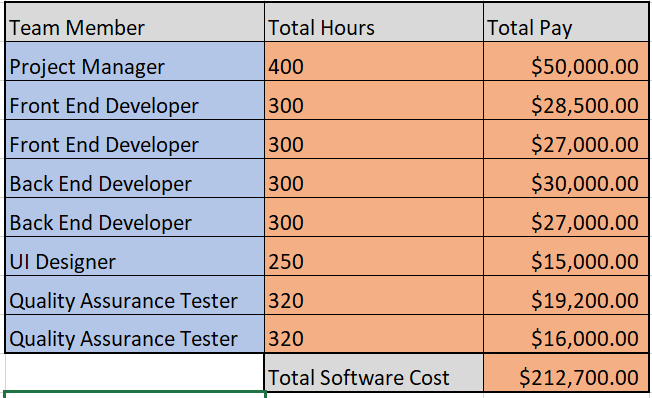 Team Member Total Hours Total Pay
Project Manager 400 $50,000.00
Front End Developer 300 $28,500.00
Front End Developer 300 $27,000.00
Back End Developer 300 $30,000.00
Back End Developer 300 $27,000.00
UI Designer 250 $15,000.00
Quality Assurance Tester 320 $19,200.00
Quality Assurance Tester 320 $16,000.00
Total Software Cost $212,700.00